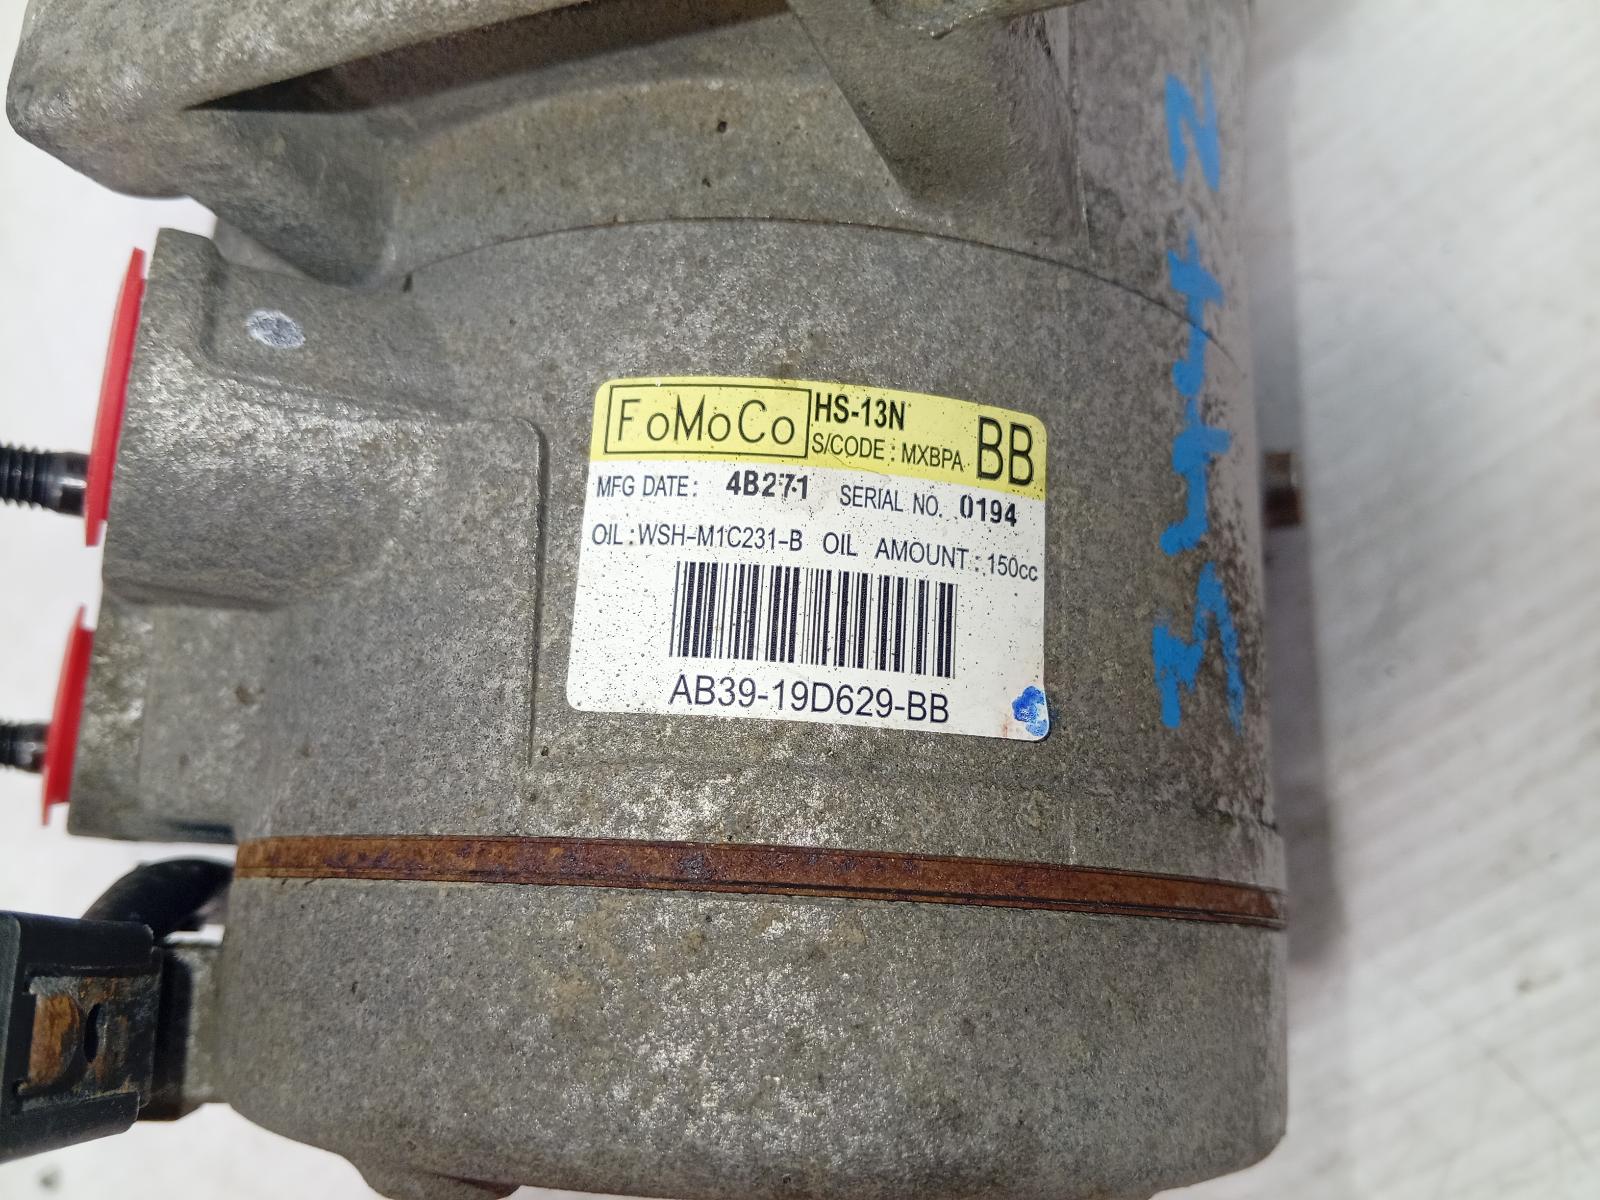 FoMoCo HS-13N BB
S/CODE : MXBPA
MFG DATE: 4B271 SERIAL NO. 0194
OIL : WSH-M1C231-B OIL AMOUNT : 150cc
AB39-19D629-BB